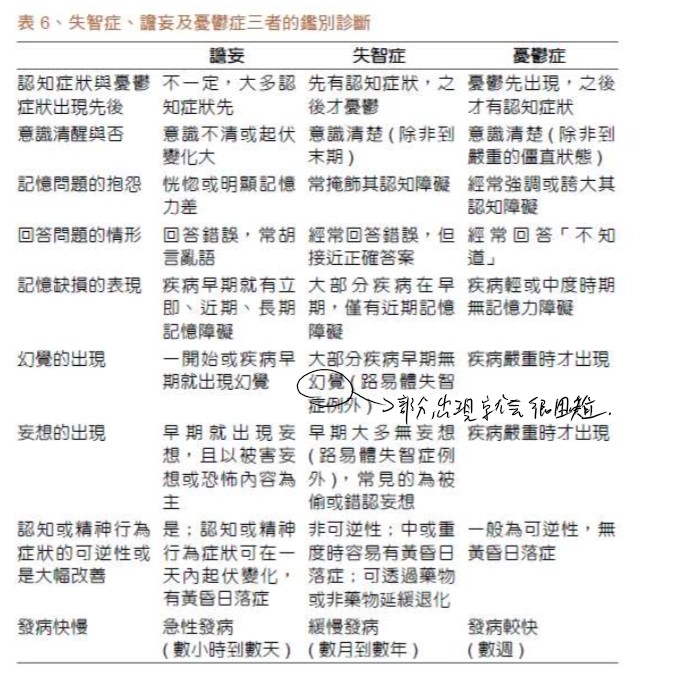 表 6、失智症、譫妄及憂鬱症三者的鑑別診斷
譫妄 失智症 憂鬱症
認知症狀與憂鬱 不一定，大多認 先有認知症狀，之 憂鬱先出現，之後
症狀出現先後 知症狀先 後才憂鬱 才有認知症狀
意識清醒與否 意識不清或起伏 意識清楚 ( 除非到 意識清楚 ( 除非到
變化大 末期 ) 嚴重的僵直狀態 )
記憶問題的抱怨 恍惚或明顯記憶 常掩飾其認知障礙 經常強調或誇大其
力差 認知障礙
回答問題的情形 回答錯誤，常胡 經常回答錯誤，但 經常回答「不知
言亂語 接近正確答案 道」
記憶缺損的表現 疾病早期就有立 大部分疾病在早 疾病輕或中度時期
即、近期、長期 期，僅有近期記憶 無記憶力障礙
記憶障礙 障礙
幻覺的出現 一開始或疾病早 大部分疾病早期無 疾病嚴重時才出現
期就出現幻覺 幻覺 ( 路易體失智
症例外 ) 部分出現就會很困難.
妄想的出現 早期就出現妄 早期大多無妄想 疾病嚴重時才出現
想，且以被害妄 ( 路易體失智症例
想或恐怖內容為 外 )，常見的為被
主 偷或錯認妄想
認知或精神行為 是；認知或精神 非可逆性；中或重 一般為可逆性，無
症狀的可逆性或 行為症狀可在一 度時容易有黃昏日 黃昏日落症
是大幅改善 天內起伏變化， 落症；可透過藥物
有黃昏日落症 或非藥物延緩退化
發病快慢 急性發病 緩慢發病 發病較快
( 數小時到數天 ) ( 數月到數年 ) ( 數週 )